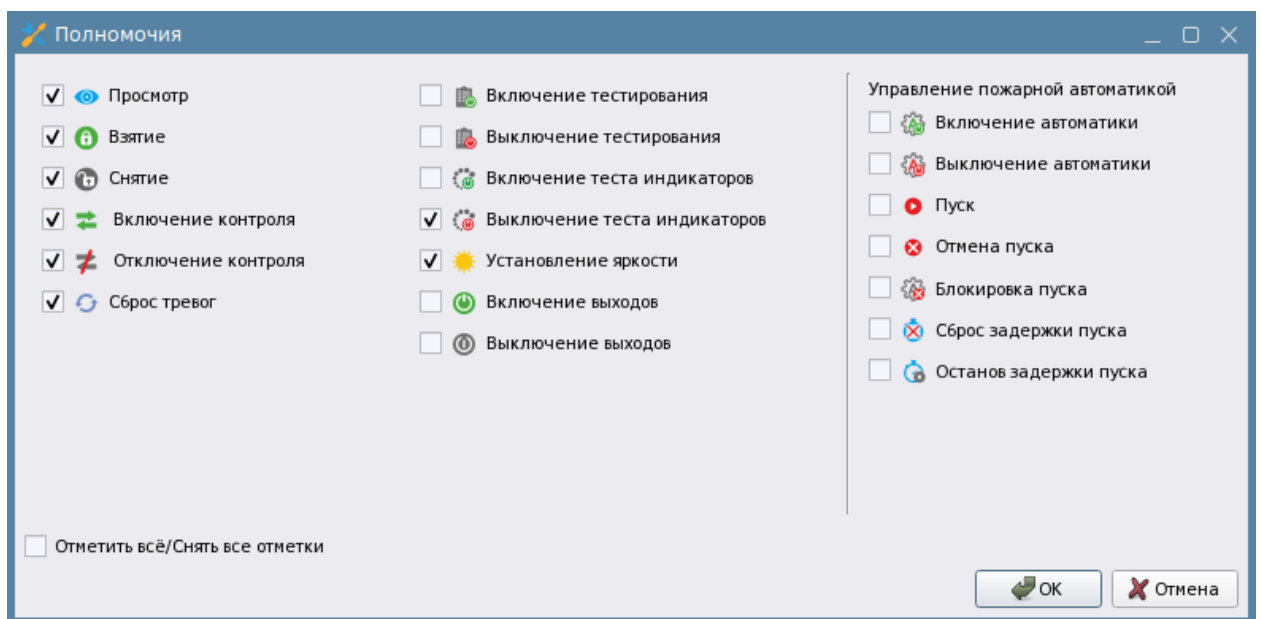 Полномочия
Просмотр
Взятие
Снятие
Включение контроля
Отключение контроля
Сброс тревог
Включение тестирования
Выключение тестирования
Включение теста индикаторов
Выключение теста индикаторов
Установление яркости
Включение выходов
Выключение выходов
Управление пожарной автоматикой
Включение автоматики
Выключение автоматики
Пуск
Отмена пуска
Блокировка пуска
Сброс задержки пуска
Останов задержки пуска
Отметить всё/Снять все отметки
OK
Отмена